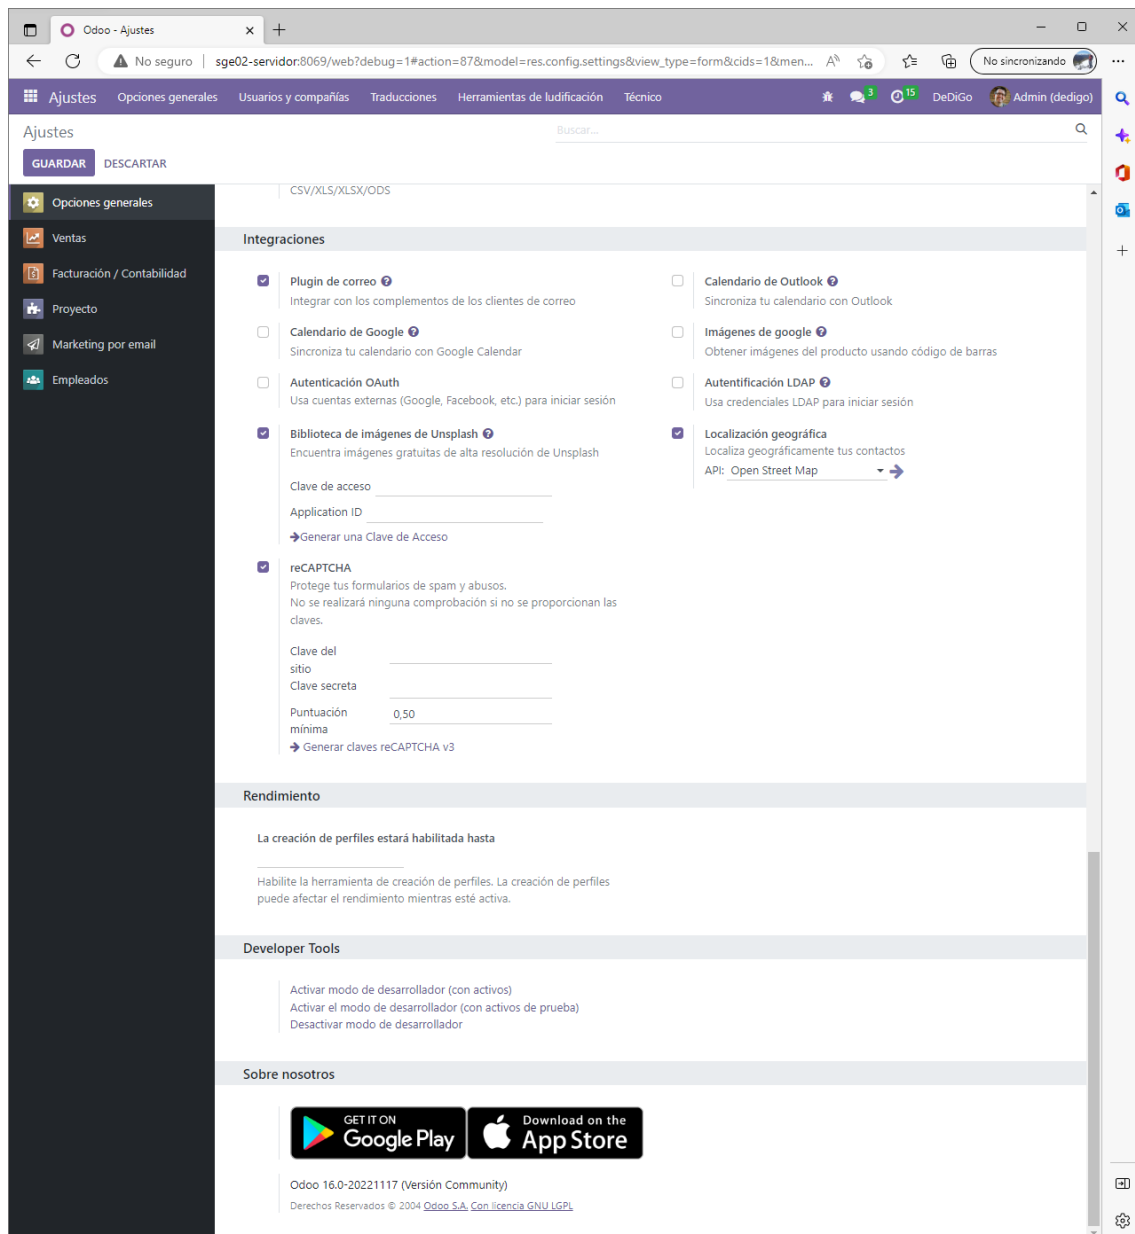 Odoo - Ajustes
No seguro
sge02-servidor:8069/web?debug=1#action=87&model=res.config.settings&view_type=form&cids=1&men...
No sincronizando
Ajustes
Opciones generales
Usuarios y compañías
Traducciones
Herramientas de ludificación
Técnico
3
15
DeDiGo
Admin (dedigo)
Ajustes
Buscar...
GUARDAR
DESCARTAR
Opciones generales
Ventas
Facturación / Contabilidad
Proyecto
Marketing por email
Empleados
CSV/XLS/XLSX/ODS
Integraciones
Plugin de correo
Integrar con los complementos de los clientes de correo
Calendario de Outlook
Sincroniza tu calendario con Outlook
Calendario de Google
Sincroniza tu calendario con Google Calendar
Imágenes de google
Obtener imágenes del producto usando código de barras
Autenticación OAuth
Usa cuentas externas (Google, Facebook, etc.) para iniciar sesión
Autentificación LDAP
Usa credenciales LDAP para iniciar sesión
Biblioteca de imágenes de Unsplash
Encuentra imágenes gratuitas de alta resolución de Unsplash
Clave de acceso
Application ID
Generar una Clave de Acceso
Localización geográfica
Localiza geográficamente tus contactos
API: Open Street Map
reCAPTCHA
Protege tus formularios de spam y abusos.
No se realizará ninguna comprobación si no se proporcionan las
claves.
Clave del
sitio
Clave secreta
Puntuación
mínima
0,50
Generar claves reCAPTCHA v3
Rendimiento
La creación de perfiles estará habilitada hasta
Habilite la herramienta de creación de perfiles. La creación de perfiles
puede afectar el rendimiento mientras esté activa.
Developer Tools
Activar modo de desarrollador (con activos)
Activar el modo de desarrollador (con activos de prueba)
Desactivar modo de desarrollador
Sobre nosotros
GET IT ON
Google Play
Download on the
App Store
Odoo 16.0-20221117 (Versión Community)
Derechos Reservados © 2004 Odoo S.A. Con licencia GNU LGPL